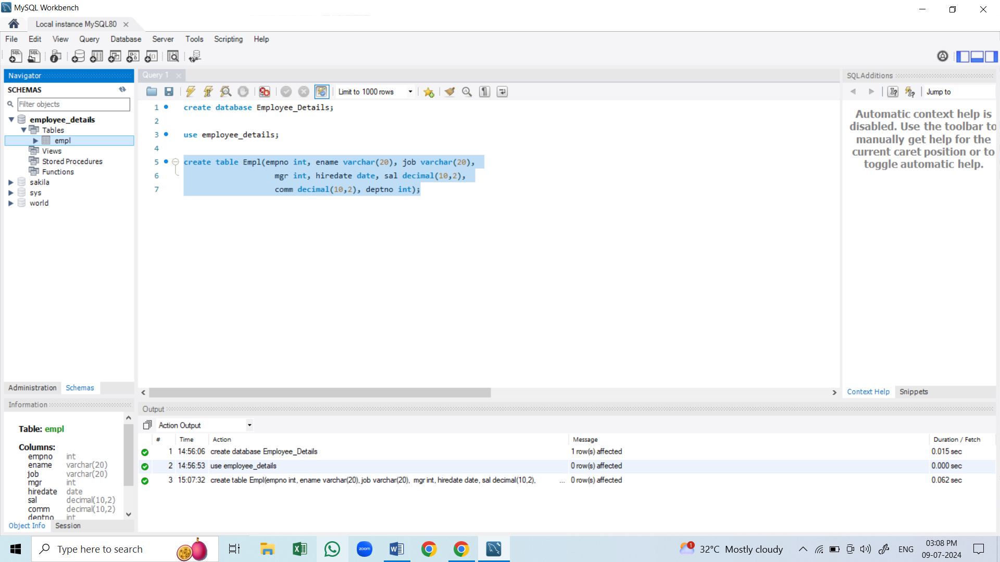 MySQL Workbench
Local instance MySQL80
File Edit View Query Database Server Tools Scripting Help
Navigator
SCHEMAS
Filter objects
employee_details
Tables
empl
Views
Stored Procedures
Functions
sakila
sys
world
Administration Schemas
Information
Table: empl
Columns:
empno int
ename varchar(20)
job varchar(20)
mgr int
hiredate date
sal decimal(10,2)
comm decimal(10,2)
deptno int
Object Info Session
Query 1
Limit to 1000 rows
1 create database Employee_Details;
2
3 use employee_details;
4
5 create table Empl(empno int, ename varchar(20), job varchar(20),
6 mgr int, hiredate date, sal decimal(10,2),
7 comm decimal(10,2), deptno int);
SQLAdditions
Jump to
Automatic context help is
disabled. Use the toolbar to
manually get help for the
current caret position or to
toggle automatic help.
Context Help Snippets
Output
Action Output
# Time Action Message Duration / Fetch
1 14:56:06 create database Employee_Details 1 row(s) affected 0.015 sec
2 14:56:53 use employee_details 0 row(s) affected 0.000 sec
3 15:07:32 create table Empl(empno int, ename varchar(20), job varchar(20), mgr int, hiredate date, sal decimal(10,2), ... 0 row(s) affected 0.062 sec
Type here to search
zoom
1
32°C Mostly cloudy
ENG
03:08 PM
09-07-2024